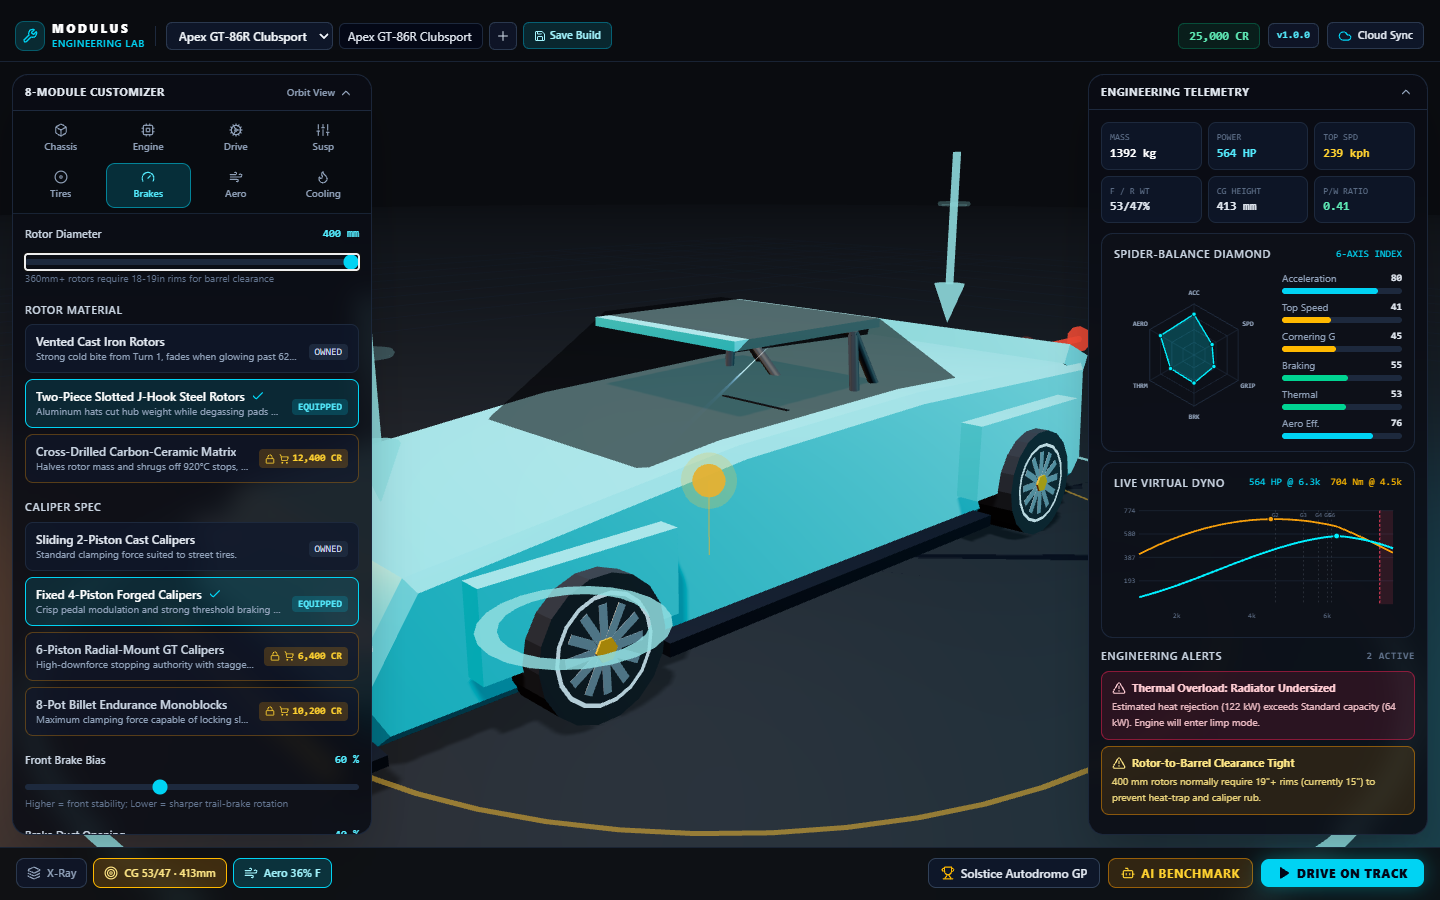 MODULUS
ENGINEERING LAB
Apex GT-86R Clubsport
Apex GT-86R Clubsport
+
Save Build
25,000 CR
v1.0.0
Cloud Sync
8-MODULE CUSTOMIZER
Orbit View
Chassis
Engine
Drive
Susp
Tires
Brakes
Aero
Cooling
Rotor Diameter
400 mm
360mm+ rotors require 18-19in rims for barrel clearance
ROTOR MATERIAL
Vented Cast Iron Rotors
Strong cold bite from Turn 1, fades when glowing past 62...
OWNED
Two-Piece Slotted J-Hook Steel Rotors
Aluminum hats cut hub weight while degassing pads ...
EQUIPPED
Cross-Drilled Carbon-Ceramic Matrix
Halves rotor mass and shrugs off 920°C stops, ...
12,400 CR
CALIPER SPEC
Sliding 2-Piston Cast Calipers
Standard clamping force suited to street tires.
OWNED
Fixed 4-Piston Forged Calipers
Crisp pedal modulation and strong threshold braking ...
EQUIPPED
6-Piston Radial-Mount GT Calipers
High-downforce stopping authority with stagge...
6,400 CR
8-Pot Billet Endurance Monoblocks
Maximum clamping force capable of locking sl...
10,200 CR
Front Brake Bias
60 %
Higher = front stability; Lower = sharper trail-brake rotation
ENGINEERING TELEMETRY
MASS
1392 kg
POWER
564 HP
TOP SPD
239 kph
F / R WT
53/47%
CG HEIGHT
413 mm
P/W RATIO
0.41
SPIDER-BALANCE DIAMOND
6-AXIS INDEX
ACC
SPD
GRIP
BRK
THRM
AERO
Acceleration
80
Top Speed
41
Cornering G
45
Braking
55
Thermal
53
Aero Eff.
76
LIVE VIRTUAL DYNO
564 HP @ 6.3k
704 Nm @ 4.5k
774
580
387
193
G2
G3
G4
2k
4k
6k
ENGINEERING ALERTS
2 ACTIVE
Thermal Overload: Radiator Undersized
Estimated heat rejection (122 kW) exceeds Standard capacity (64
kW). Engine will enter limp mode.
Rotor-to-Barrel Clearance Tight
400 mm rotors normally require 19"+ rims (currently 15") to
prevent heat-trap and caliper rub.
X-Ray
CG 53/47 · 413mm
Aero 36% F
Solstice Autodromo GP
AI BENCHMARK
DRIVE ON TRACK